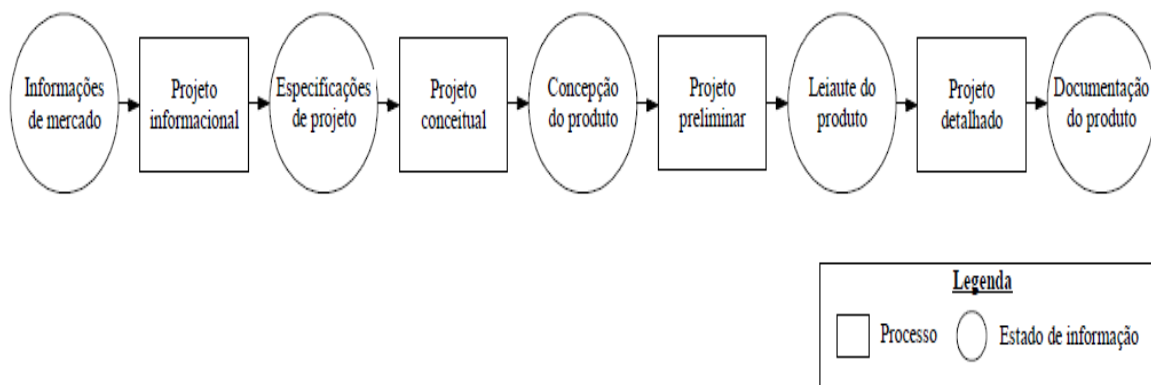 Informações
de mercado
Projeto
informacional
Especificações
de projeto
Projeto
conceitual
Concepção
do produto
Projeto
preliminar
Leiaute do
produto
Projeto
detalhado
Documentação
do produto
Legenda
Processo
Estado de informação